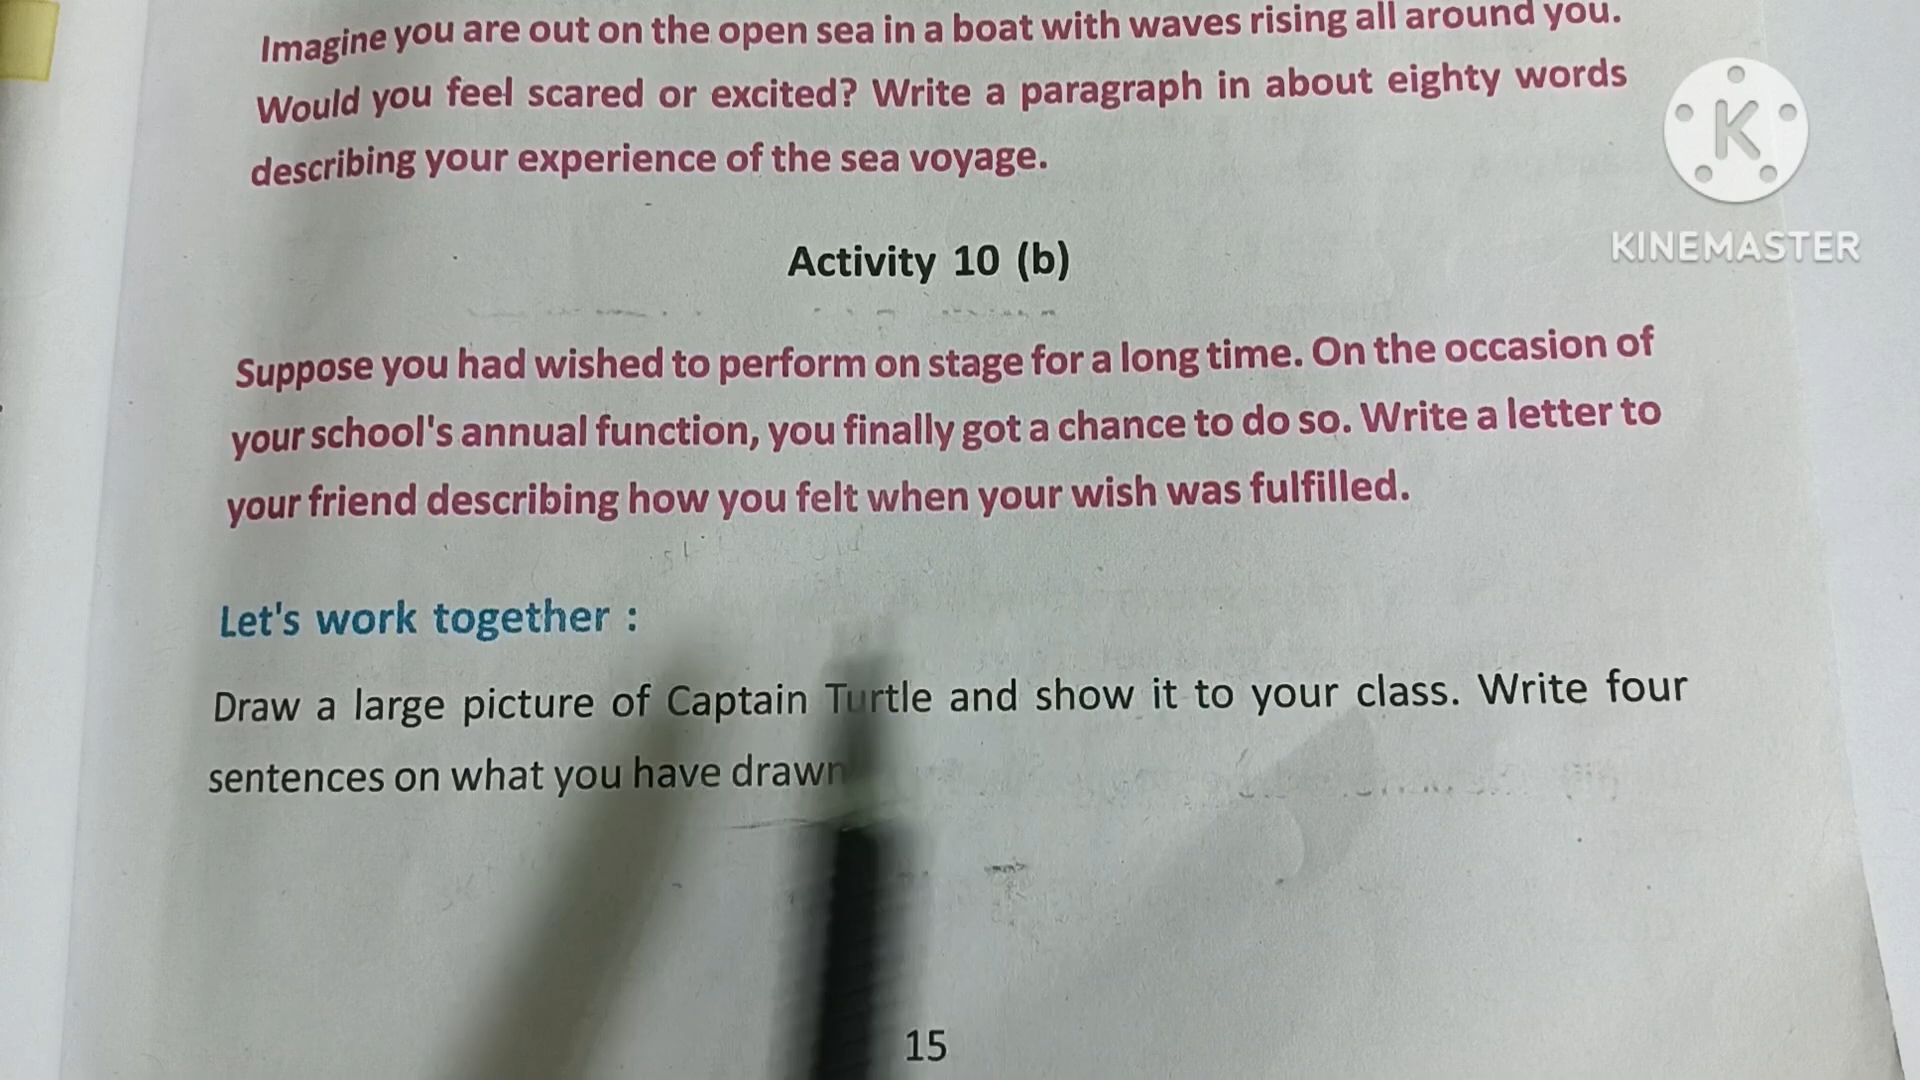 Imagine you are out on the open sea in a boat with waves rising all around you.
Would you feel scared or excited? Write a paragraph in about eighty words
describing your experience of the sea voyage.
K
KINEMASTER
Activity 10 (b)
Suppose you had wished to perform on stage for a long time. On the occasion of
your school's annual function, you finally got a chance to do so. Write a letter to
your friend describing how you felt when your wish was fulfilled.
Let's work together :
Draw a large picture of Captain Turtle and show it to your class. Write four
sentences on what you have drawn
15